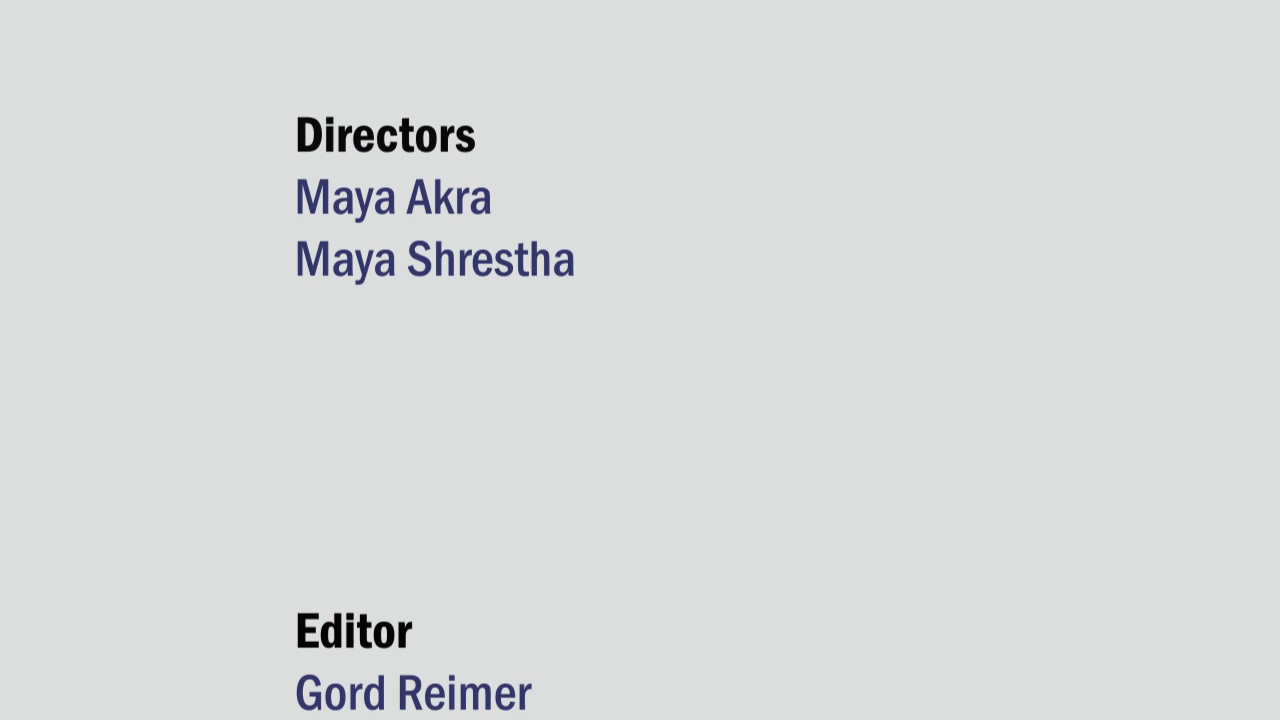 Directors
Maya Akra
Maya Shrestha
Editor
Gord Reimer